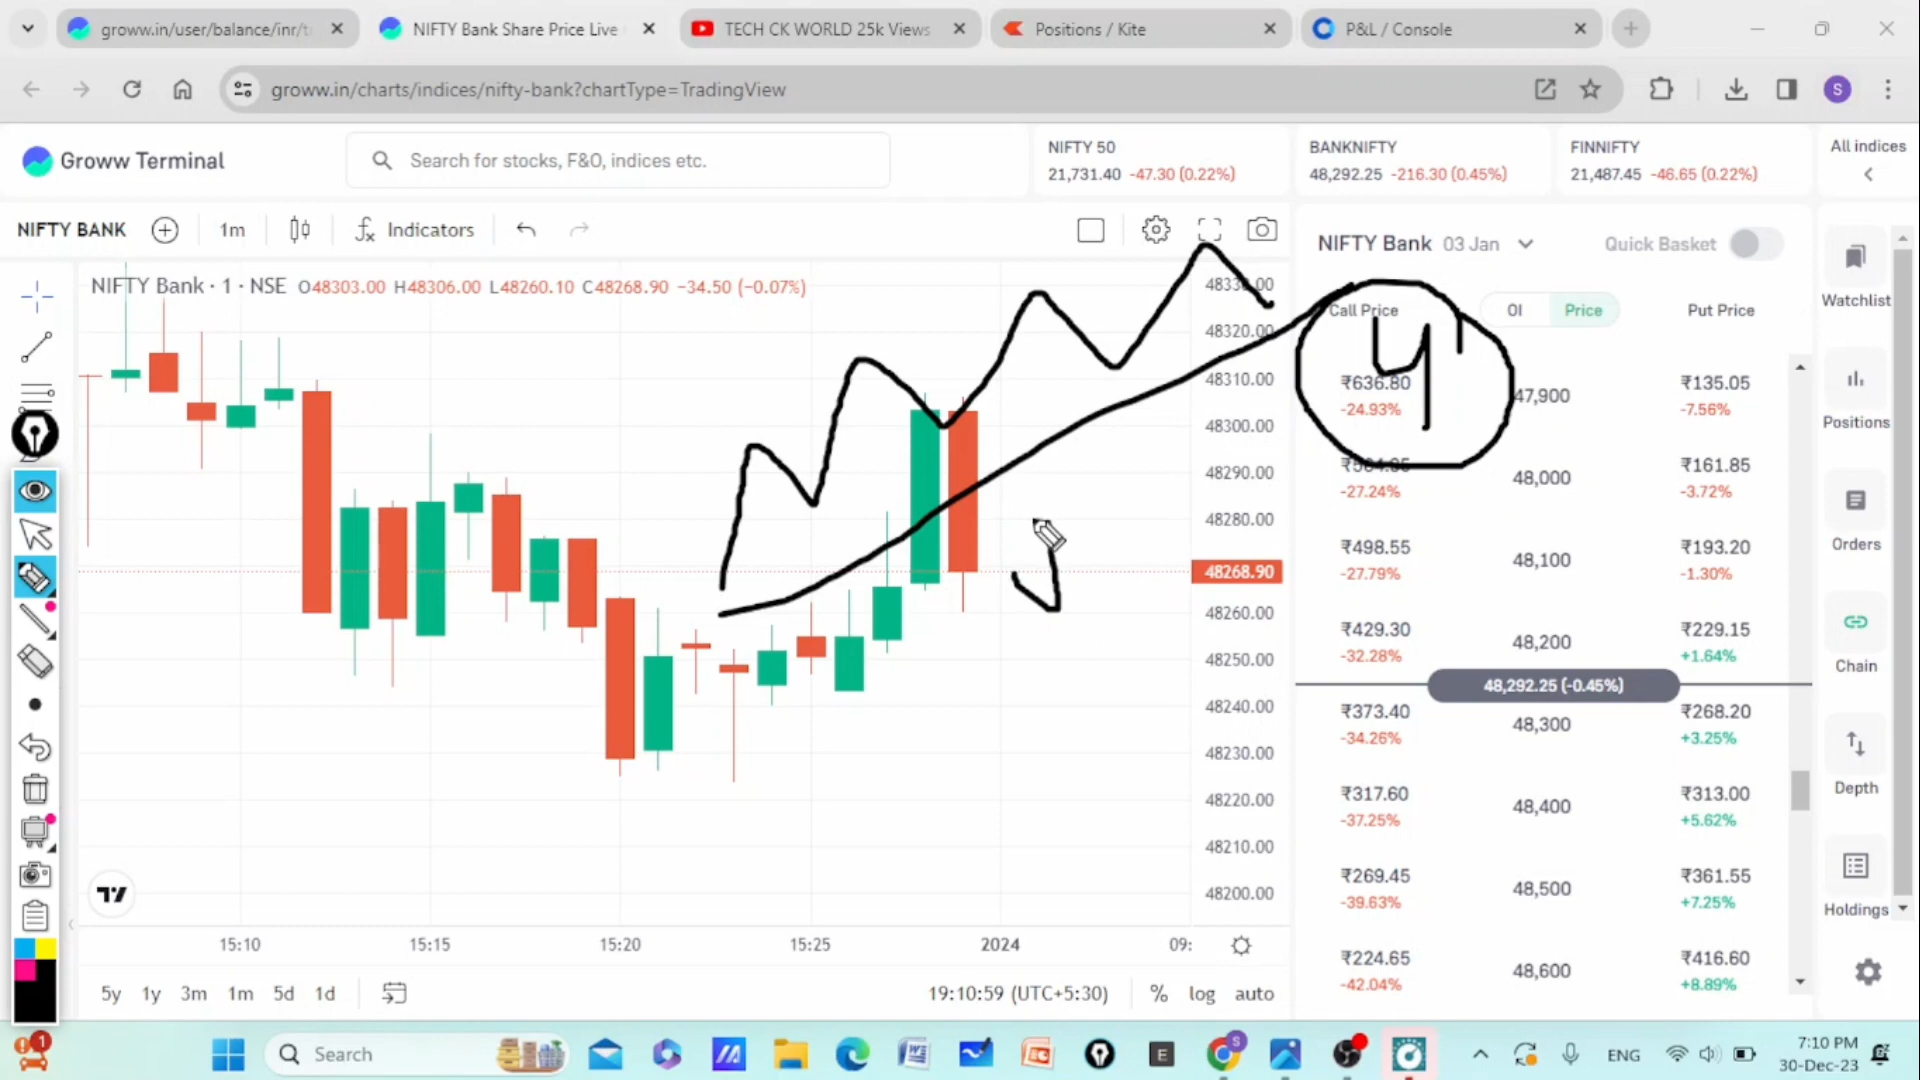 groww.in/user/balance/inr/t
NIFTY Bank Share Price Live
TECH CK WORLD 25k Views
Positions / Kite
P&L / Console
groww.in/charts/indices/nifty-bank?chartType=TradingView
S
Groww Terminal
Search for stocks, F&O, indices etc.
NIFTY 50
21,731.40 -47.30 (0.22%)
BANKNIFTY
48,292.25 -216.30 (0.45%)
FINNIFTY
21,487.45 -46.65 (0.22%)
All indices
NIFTY BANK
1m
Indicators
NIFTY Bank 03 Jan
Quick Basket
NIFTY Bank · 1 · NSE O48303.00 H48306.00 L48260.10 C48268.90 −34.50 (−0.07%)
48330.00
48320.00
48310.00
48300.00
48290.00
48280.00
48268.90
48260.00
48250.00
48240.00
48230.00
48220.00
48210.00
48200.00
15:10
15:15
15:20
15:25
2024
09:
4
Call Price
OI
Price
Put Price
₹636.80 47,900 ₹135.05
-24.93% -7.56%
48,000 ₹161.85
-27.24% -3.72%
₹498.55 48,100 ₹193.20
-27.79% -1.30%
₹429.30 48,200 ₹229.15
-32.28% +1.64%
48,292.25 (-0.45%)
₹373.40 48,300 ₹268.20
-34.26% +3.25%
₹317.60 48,400 ₹313.00
-37.25% +5.62%
₹269.45 48,500 ₹361.55
-39.63% +7.25%
₹224.65 48,600 ₹416.60
-42.04% +8.89%
Watchlist
Positions
Orders
Chain
Depth
Holdings
5y 1y 3m 1m 5d 1d
19:10:59 (UTC+5:30)
% log auto
1
Search
E
S
ENG
7:10 PM
30-Dec-23